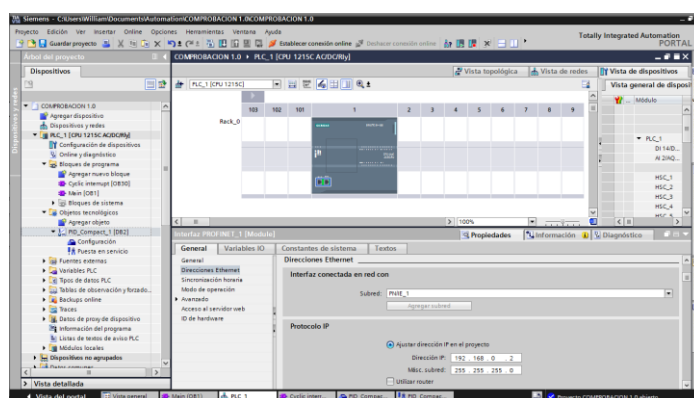 Siemens - C:\Users\William\Documents\Automation\COMPROBACION 1.0\COMPROBACION 1.0
Proyecto Edición Ver Insertar Online Opciones Herramientas Ventana Ayuda
Totally Integrated Automation
PORTAL
Guardar proyecto
Establecer conexión online
Deshacer conexión online
Árbol del proyecto
COMPROBACION 1.0 ▸ PLC_1 [CPU 1215C AC/DC/Rly]
Dispositivos
Vista topológica
Vista de redes
Vista de dispositivos
PLC_1 [CPU 1215C]
Vista general de disposi
Módulo
COMPROBACION 1.0
Agregar dispositivo
Dispositivos y redes
PLC_1 [CPU 1215C AC/DC/Rly]
Configuración de dispositivos
Online y diagnóstico
Bloques de programa
Agregar nuevo bloque
Cyclic interrupt [OB30]
Main [OB1]
Bloques de sistema
Objetos tecnológicos
Agregar objeto
PID_Compact_1 [DB2]
Configuración
Puesta en servicio
Fuentes externas
Variables PLC
Tipos de datos PLC
Tablas de observación y forzado...
Backups online
Traces
Datos de proxy de dispositivo
Información del programa
Listas de textos de aviso PLC
Módulos locales
Dispositivos no agrupados
Vista detallada
103 102 101 1 2 3 4 5 6 7 8 9
Rack_0
PLC_1
DI 14/D...
AI 2/AQ...
HSC_1
HSC_2
HSC_3
HSC_4
HSC_5
100%
Interfaz PROFINET_1 [Module]
Propiedades
Información
Diagnóstico
General Variables IO Constantes de sistema Textos
General
Direcciones Ethernet
Sincronización horaria
Modo de operación
Avanzado
Acceso al servidor web
ID de hardware
Direcciones Ethernet
Interfaz conectada en red con
Subred: PN/IE_1
Agregar subred
Protocolo IP
Ajustar dirección IP en el proyecto
Dirección IP: 192 . 168 . 0 . 2
Másc. subred: 255 . 255 . 255 . 0
Utilizar router
Vista del portal
Vista general
Main (OB1)
PLC_1
Cyclic interr...
PID_Compac...
PID_Compac...
Proyecto COMPROBACION 1.0 abierto.